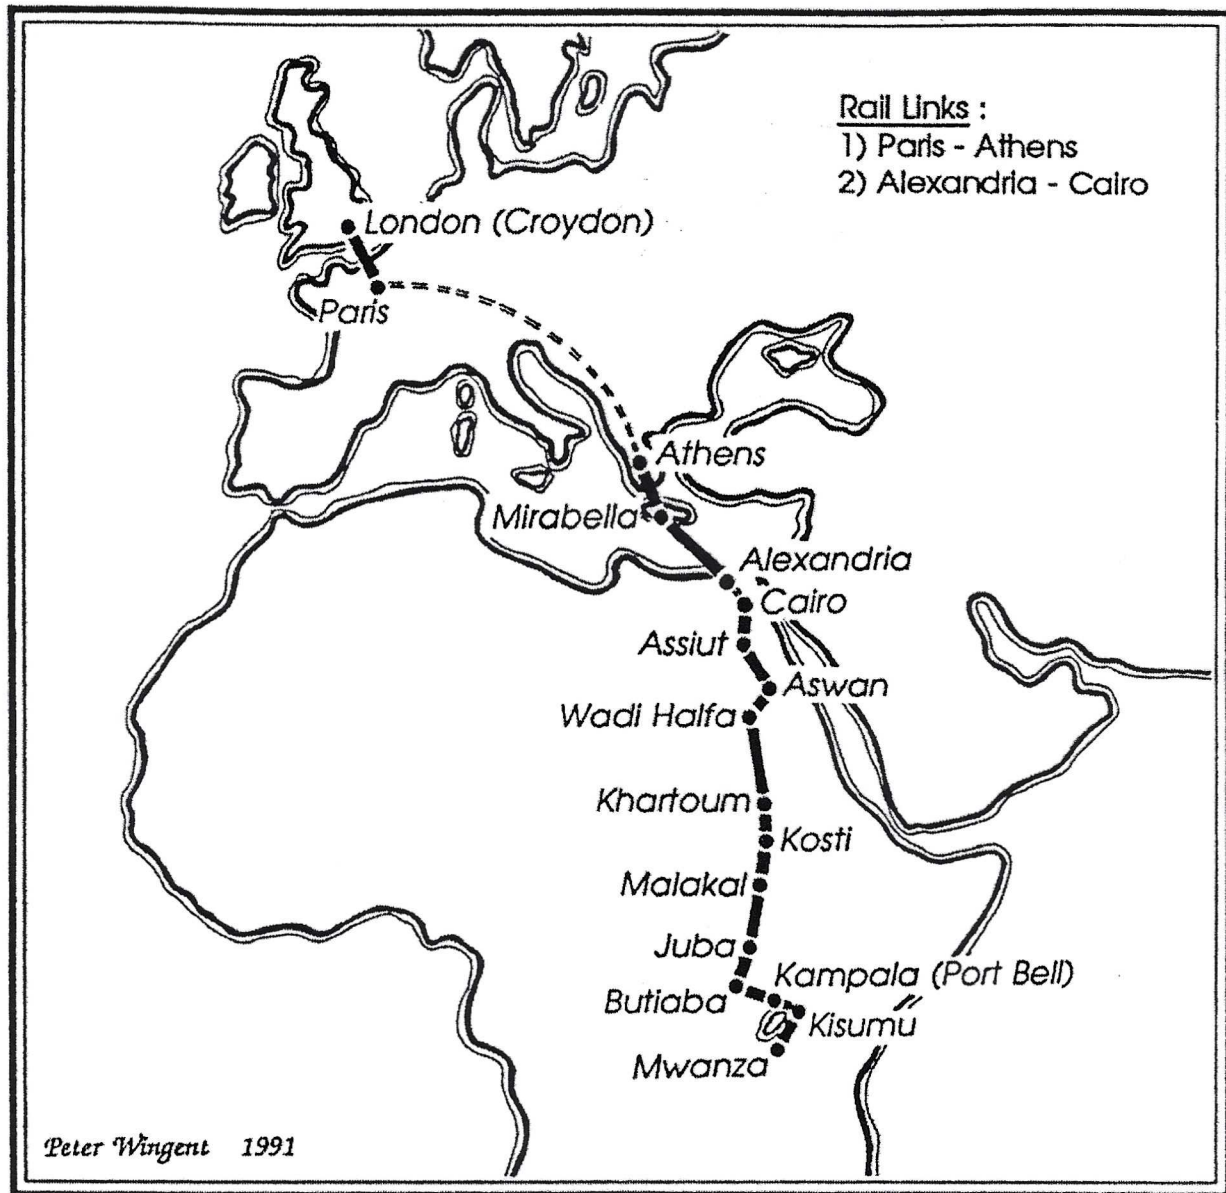 Rail Links :
1) Paris - Athens
2) Alexandria - Cairo
London (Croydon)
Paris
Athens
Mirabella
Alexandria
Cairo
Assiut
Aswan
Wadi Halfa
Khartoum
Kosti
Malakal
Juba
Kampala (Port Bell)
Butiaba
Kisumu
Mwanza
Peter Wingent 1991